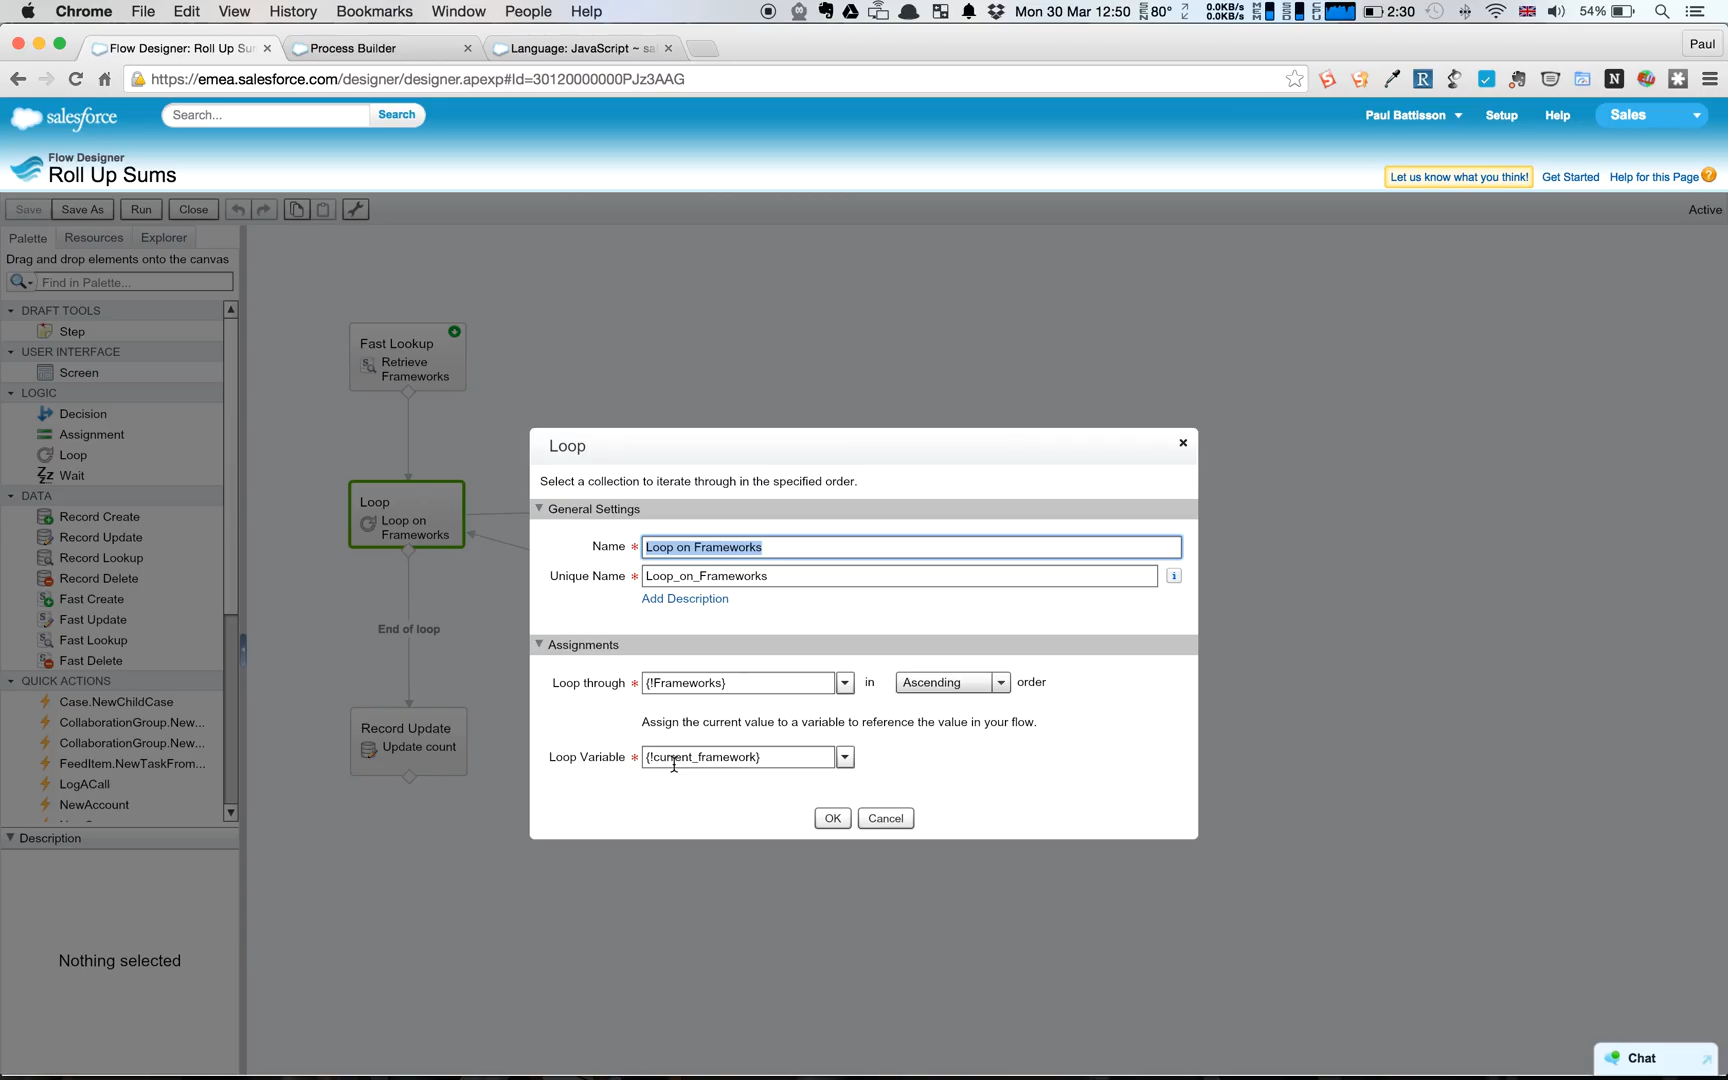 Chrome File Edit View History Bookmarks Window People Help
80° 0.0KB/s 0.0KB/s Mon 30 Mar 12:50 2:30 54%
Flow Designer: Roll Up Su
Process Builder
Language: JavaScript ~ sa
Paul
https://emea.salesforce.com/designer/designer.apexp#Id=30120000000PJz3AAG
salesforce
Search...
Search
Paul Battisson
Setup
Help
Sales
Flow Designer
Roll Up Sums
Let us know what you think!
Get Started
Help for this Page
Save
Save As
Run
Close
Active
Palette
Resources
Explorer
Drag and drop elements onto the canvas
Find in Palette...
DRAFT TOOLS
Step
USER INTERFACE
Screen
LOGIC
Decision
Assignment
Loop
Wait
DATA
Record Create
Record Update
Record Lookup
Record Delete
Fast Create
Fast Update
Fast Lookup
Fast Delete
QUICK ACTIONS
Case.NewChildCase
CollaborationGroup.New...
CollaborationGroup.New...
FeedItem.NewTaskFrom...
LogACall
NewAccount
Description
Nothing selected
Fast Lookup
Retrieve
Frameworks
Loop
Loop on
Frameworks
End of loop
Record Update
Update count
Loop
Select a collection to iterate through in the specified order.
General Settings
Name * Loop on Frameworks
Unique Name * Loop_on_Frameworks
Add Description
Assignments
Loop through * {!Frameworks} in Ascending order
Assign the current value to a variable to reference the value in your flow.
Loop Variable * {!current_framework}
OK
Cancel
Chat